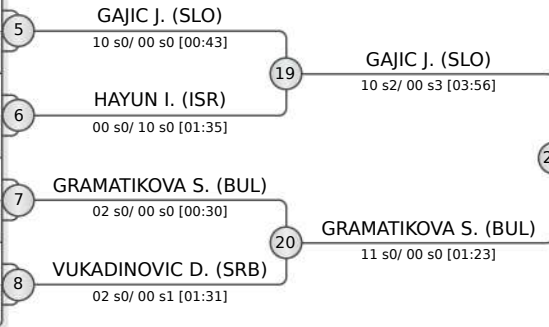 GAJIC J. (SLO)
5
10 s0/ 00 s0 [00:43]
GAJIC J. (SLO)
19
10 s2/ 00 s3 [03:56]
HAYUN I. (ISR)
6
00 s0/ 10 s0 [01:35]
GRAMATIKOVA S. (BUL)
7
02 s0/ 00 s0 [00:30]
GRAMATIKOVA S. (BUL)
20
11 s0/ 00 s0 [01:23]
VUKADINOVIC D. (SRB)
8
02 s0/ 00 s1 [01:31]